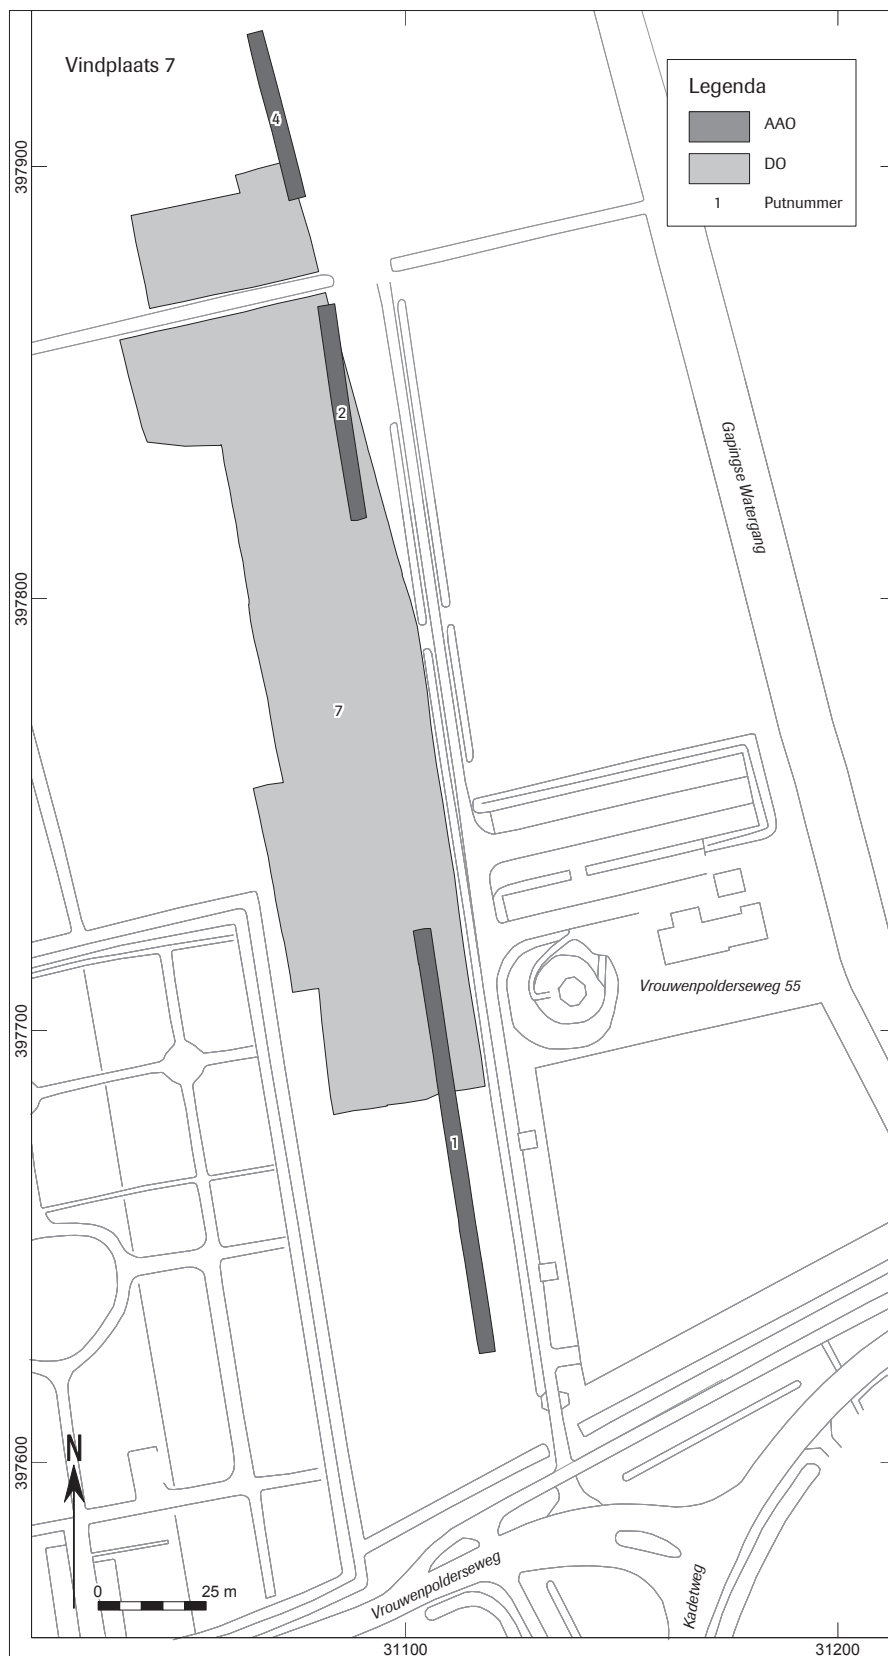 Vindplaats 7
Legenda
AAO
DO
1 Putnummer
4
397900
2
Gapingse Watergang
397800
7
Vrouwenpolderseweg 55
397700
1
397600
N
0 25 m
Vrouwenpolderseweg
Kadetweg
31100
31200